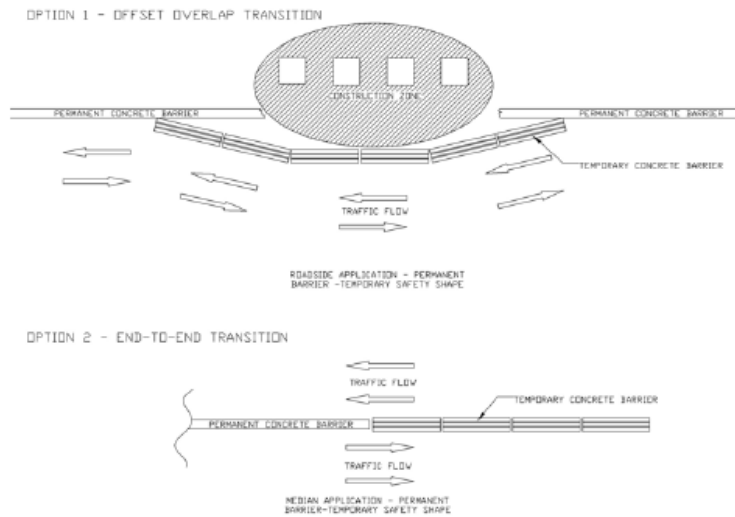 OPTION 1 - OFFSET OVERLAP TRANSITION
CONSTRUCTION ZONE
PERMANENT CONCRETE BARRIER
PERMANENT CONCRETE BARRIER
TEMPORARY CONCRETE BARRIER
TRAFFIC FLOW
ROADSIDE APPLICATION - PERMANENT
BARRIER -TEMPORARY SAFETY SHAPE
OPTION 2 - END-TO-END TRANSITION
TRAFFIC FLOW
TEMPORARY CONCRETE BARRIER
PERMANENT CONCRETE BARRIER
TRAFFIC FLOW
MEDIAN APPLICATION - PERMANENT
BARRIER-TEMPORARY SAFETY SHAPE